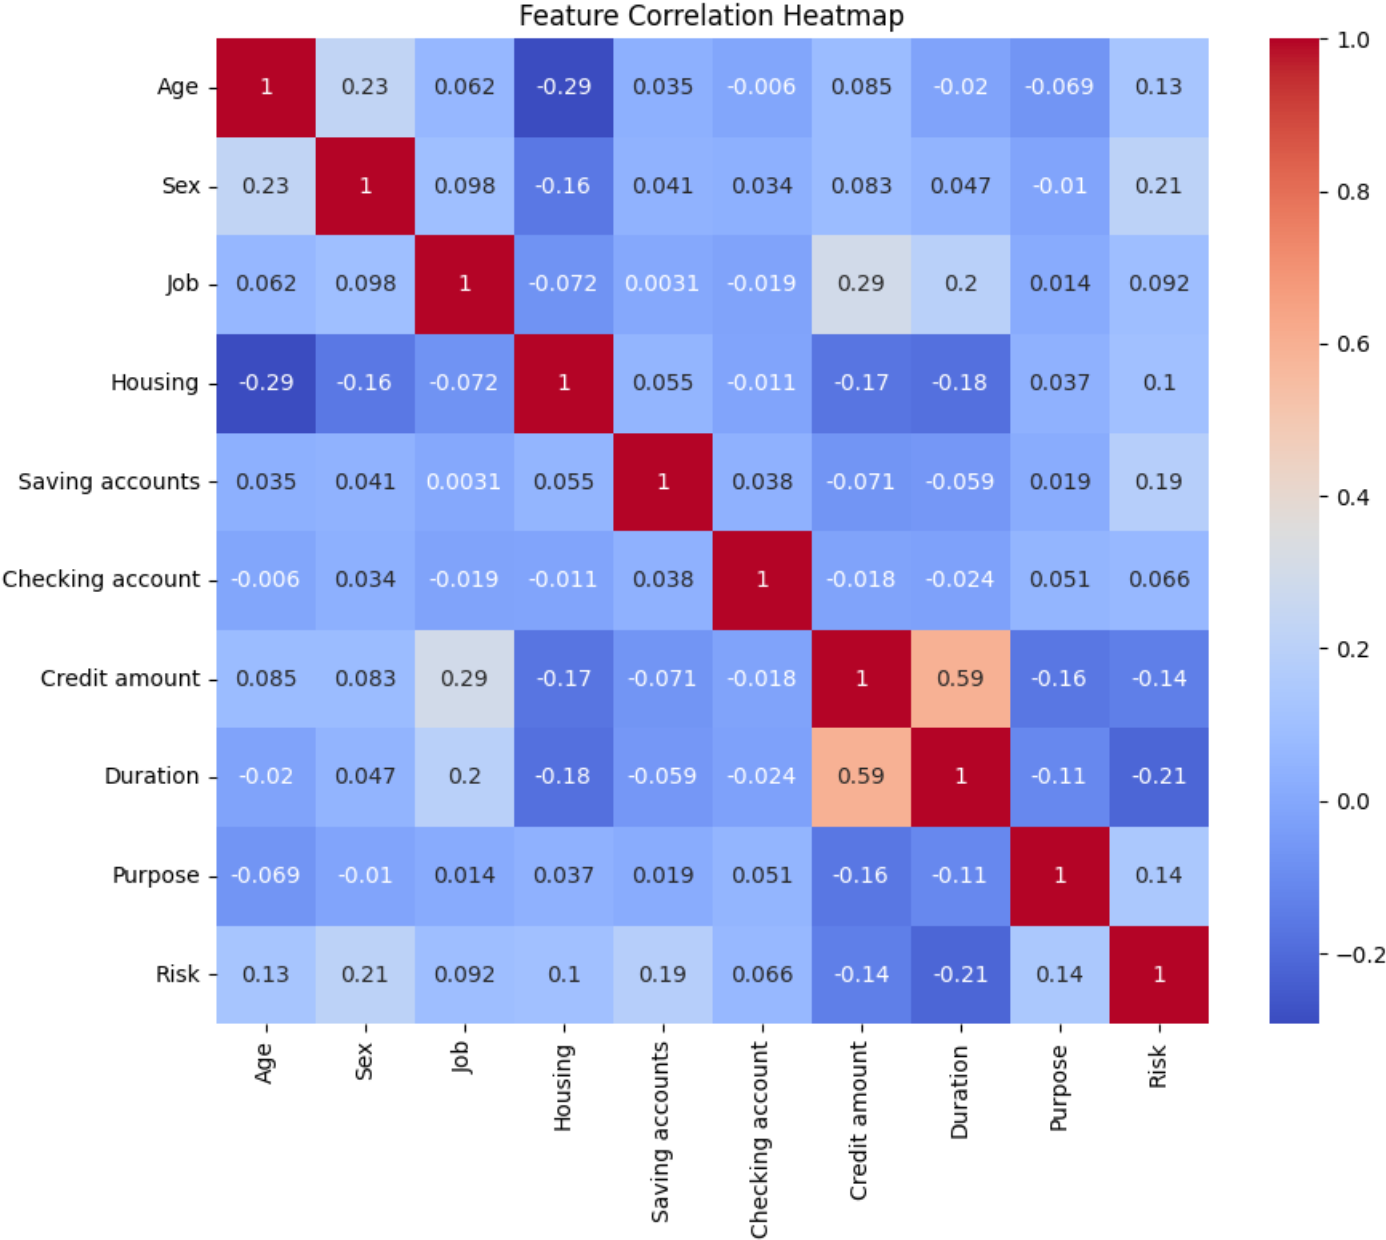 Feature Correlation Heatmap
Age 1 0.23 0.062 -0.29 0.035 -0.006 0.085 -0.02 -0.069 0.13
Sex 0.23 1 0.098 -0.16 0.041 0.034 0.083 0.047 -0.01 0.21
Job 0.062 0.098 1 -0.072 0.0031 -0.019 0.29 0.2 0.014 0.092
Housing -0.29 -0.16 -0.072 1 0.055 -0.011 -0.17 -0.18 0.037 0.1
Saving accounts 0.035 0.041 0.0031 0.055 1 0.038 -0.071 -0.059 0.019 0.19
Checking account -0.006 0.034 -0.019 -0.011 0.038 1 -0.018 -0.024 0.051 0.066
Credit amount 0.085 0.083 0.29 -0.17 -0.071 -0.018 1 0.59 -0.16 -0.14
Duration -0.02 0.047 0.2 -0.18 -0.059 -0.024 0.59 1 -0.11 -0.21
Purpose -0.069 -0.01 0.014 0.037 0.019 0.051 -0.16 -0.11 1 0.14
Risk 0.13 0.21 0.092 0.1 0.19 0.066 -0.14 -0.21 0.14 1
Age
Sex
Job
Housing
Saving accounts
Checking account
Credit amount
Duration
Purpose
Risk
1.0
0.8
0.6
0.4
0.2
0.0
−0.2